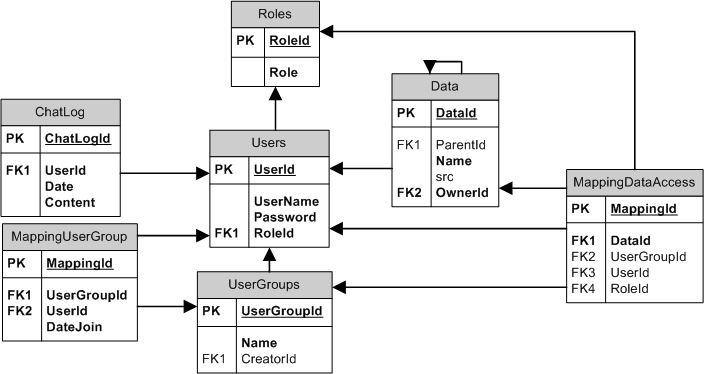 Roles
PK RoleId
Role
Data
PK DataId
FK1 ParentId
Name
src
FK2 OwnerId
ChatLog
PK ChatLogId
FK1 UserId
Date
Content
Users
PK UserId
UserName
Password
FK1 RoleId
MappingDataAccess
PK MappingId
FK1 DataId
FK2 UserGroupId
FK3 UserId
FK4 RoleId
MappingUserGroup
PK MappingId
FK1 UserGroupId
FK2 UserId
DateJoin
UserGroups
PK UserGroupId
Name
FK1 CreatorId